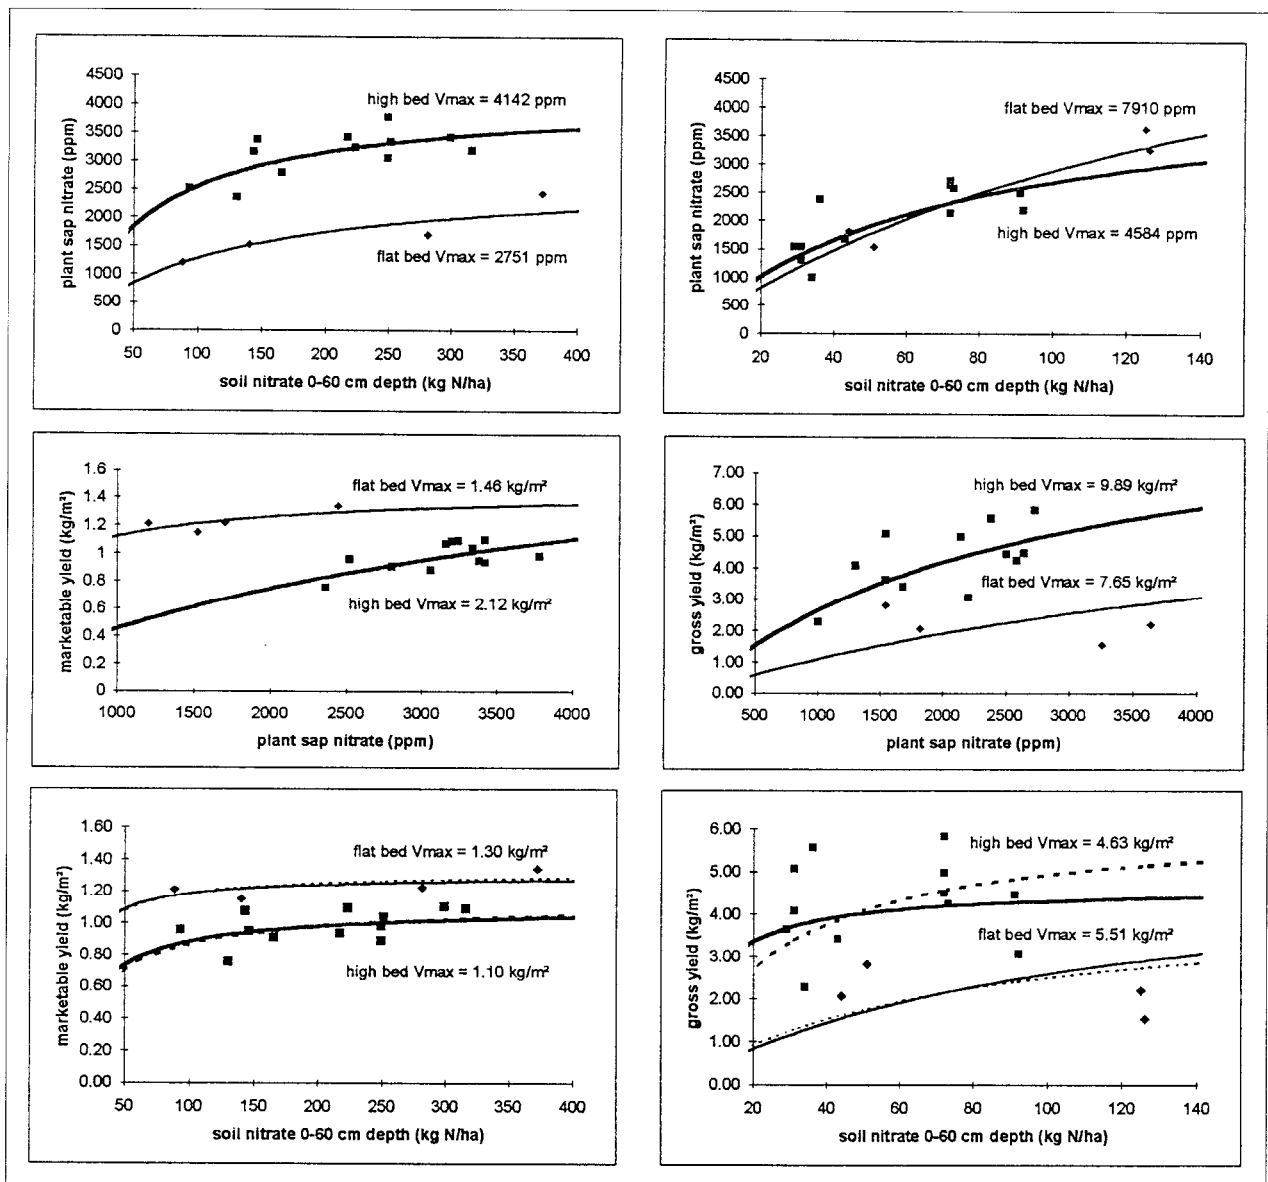 4500
4000
3500
3000
2500
2000
1500
1000
500
0
plant sap nitrate (ppm)
high bed Vmax = 4142 ppm
flat bed Vmax = 2751 ppm
50 100 150 200 250 300 350 400
soil nitrate 0-60 cm depth (kg N/ha)
4500
4000
3500
3000
2500
2000
1500
1000
500
0
plant sap nitrate (ppm)
flat bed Vmax = 7910 ppm
high bed Vmax = 4584 ppm
20 40 60 80 100 120 140
soil nitrate 0-60 cm depth (kg N/ha)
1.6
1.4
1.2
1
0.8
0.6
0.4
0.2
0
marketable yield (kg/m²)
flat bed Vmax = 1.46 kg/m²
high bed Vmax = 2.12 kg/m²
1000 1500 2000 2500 3000 3500 4000
plant sap nitrate (ppm)
7.00
6.00
5.00
4.00
3.00
2.00
1.00
0.00
gross yield (kg/m²)
high bed Vmax = 9.89 kg/m²
flat bed Vmax = 7.65 kg/m²
500 1000 1500 2000 2500 3000 3500 4000
plant sap nitrate (ppm)
1.60
1.40
1.20
1.00
0.80
0.60
0.40
0.20
0.00
marketable yield (kg/m²)
flat bed Vmax = 1.30 kg/m²
high bed Vmax = 1.10 kg/m²
50 100 150 200 250 300 350 400
soil nitrate 0-60 cm depth (kg N/ha)
6.00
5.00
4.00
3.00
2.00
1.00
0.00
gross yield (kg/m²)
high bed Vmax = 4.63 kg/m²
flat bed Vmax = 5.51 kg/m²
20 40 60 80 100 120 140
soil nitrate 0-60 cm depth (kg N/ha)